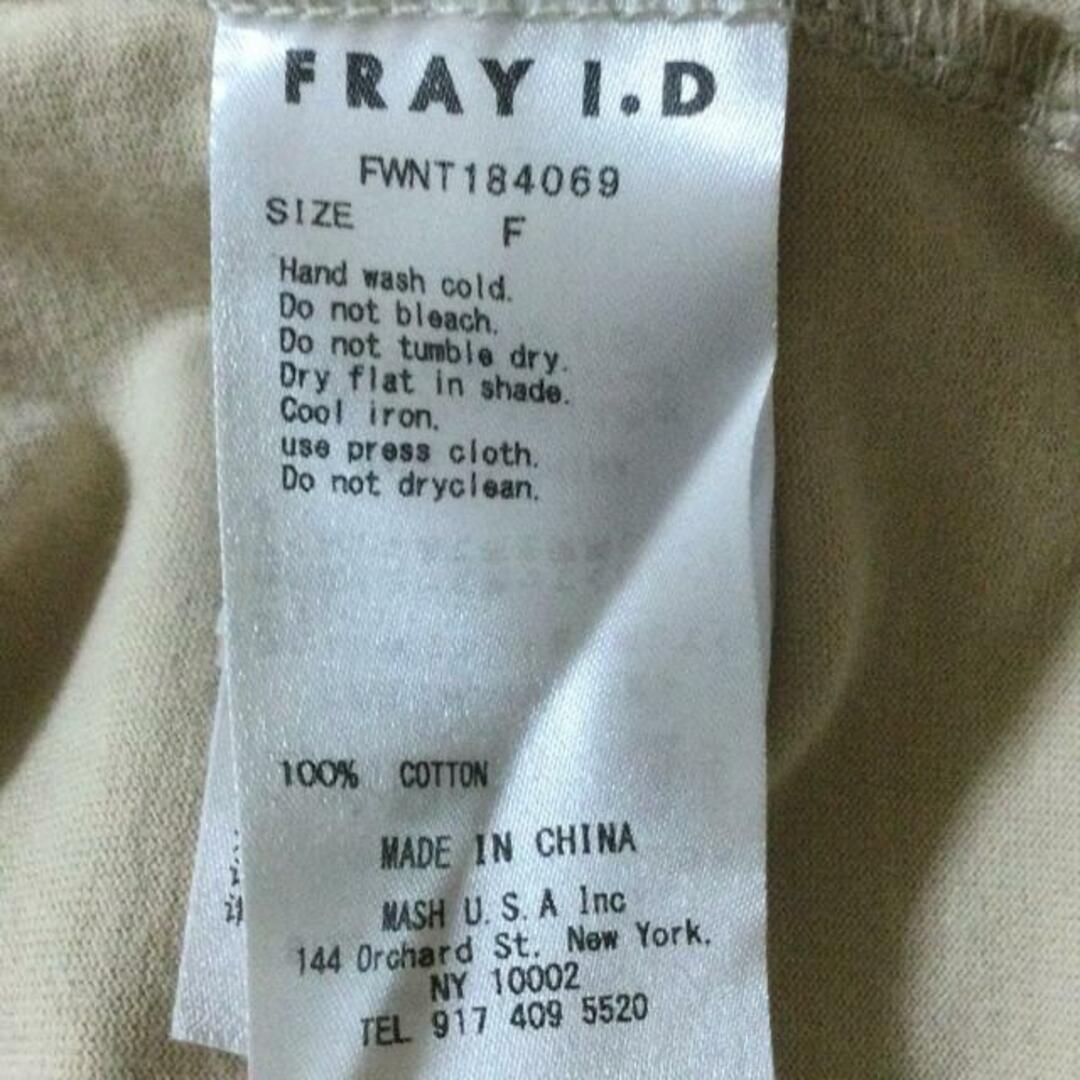 FRAY I.D
FWNT184069
SIZE F
Hand wash cold.
Do not bleach.
Do not tumble dry.
Dry flat in shade.
Cool iron.
use press cloth.
Do not dryclean.
100% COTTON
MADE IN CHINA
MASH U.S.A Inc
144 Orchard St. New York.
NY 10002
TEL 917 409 5520